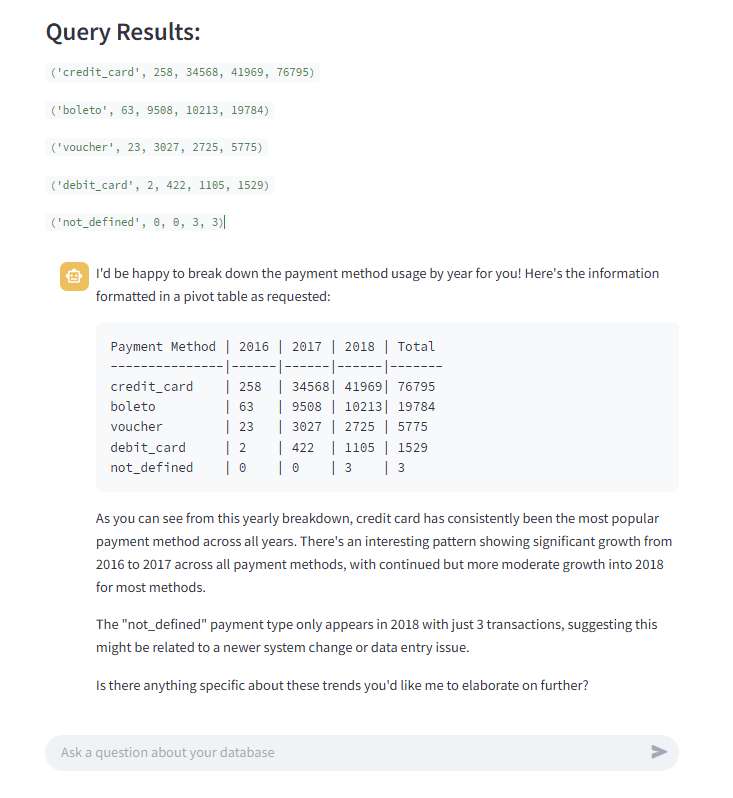 Query Results:
('credit_card', 258, 34568, 41969, 76795)
('boleto', 63, 9508, 10213, 19784)
('voucher', 23, 3027, 2725, 5775)
('debit_card', 2, 422, 1105, 1529)
('not_defined', 0, 0, 3, 3)
I'd be happy to break down the payment method usage by year for you! Here's the information
formatted in a pivot table as requested:
Payment Method | 2016 | 2017 | 2018 | Total
---------------|------|------|------|-------
credit_card    | 258  | 34568| 41969| 76795
boleto         | 63   | 9508 | 10213| 19784
voucher        | 23   | 3027 | 2725 | 5775
debit_card     | 2    | 422  | 1105 | 1529
not_defined    | 0    | 0    | 3    | 3
As you can see from this yearly breakdown, credit card has consistently been the most popular
payment method across all years. There's an interesting pattern showing significant growth from
2016 to 2017 across all payment methods, with continued but more moderate growth into 2018
for most methods.
The "not_defined" payment type only appears in 2018 with just 3 transactions, suggesting this
might be related to a newer system change or data entry issue.
Is there anything specific about these trends you'd like me to elaborate on further?
Ask a question about your database